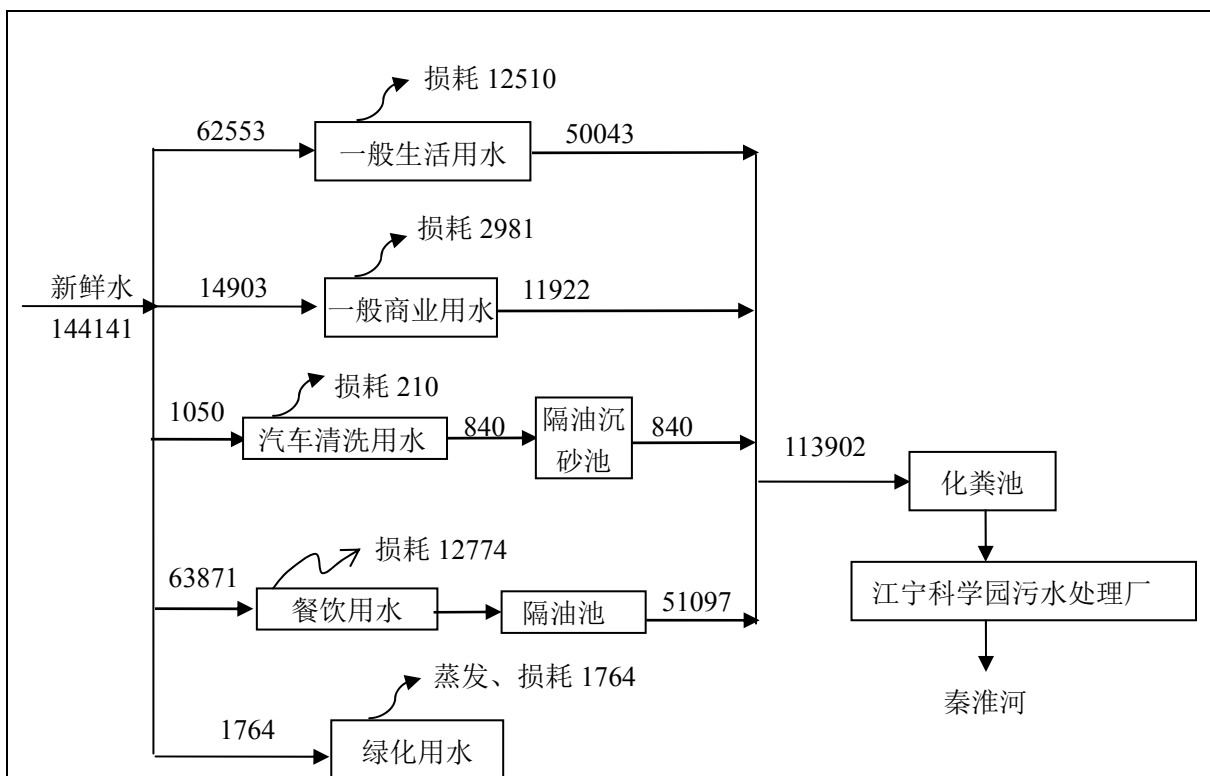 损耗 12510
62553
一般生活用水
50043
损耗 2981
新鲜水
144141
14903
一般商业用水
11922
损耗 210
1050
汽车清洗用水
840
隔油沉
砂池
840
113902
化粪池
损耗 12774
63871
餐饮用水
隔油池
51097
江宁科学园污水处理厂
蒸发、损耗 1764
1764
绿化用水
秦淮河